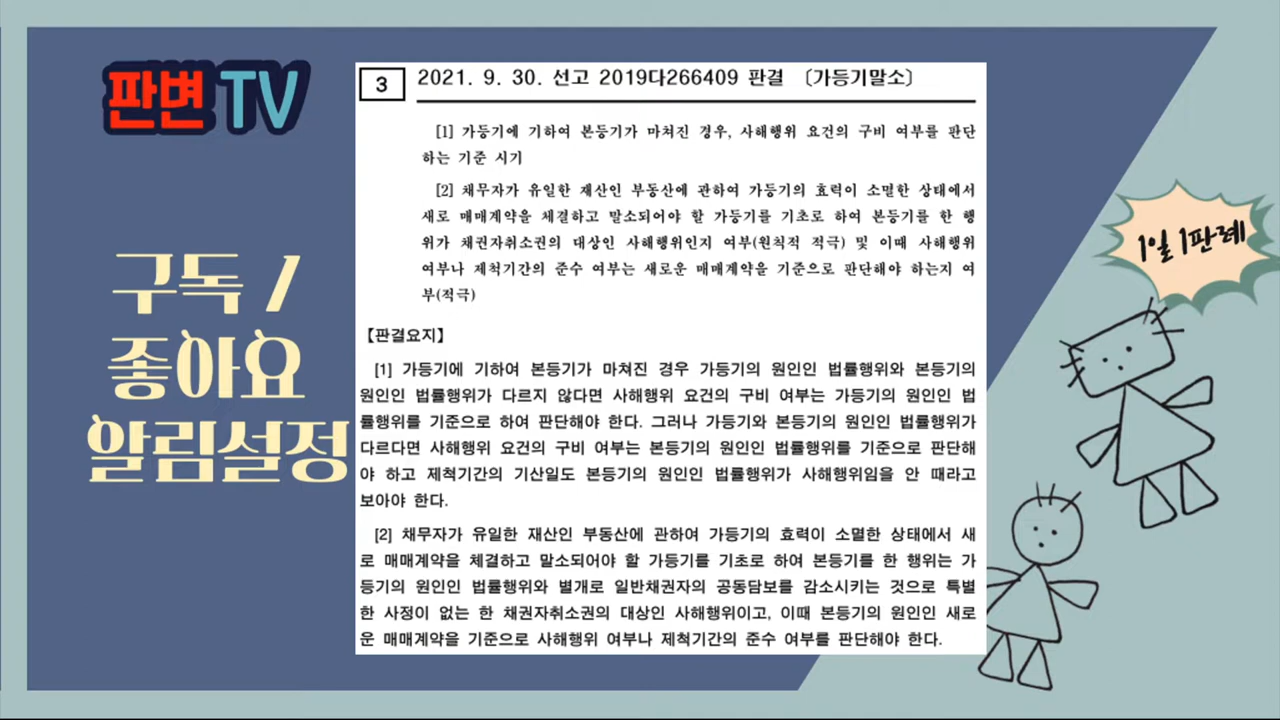 판변 TV
구독 /
좋아요
알림설정
3
2021. 9. 30. 선고 2019다266409 판결 〔가등기말소〕
[1] 가등기에 기하여 본등기가 마쳐진 경우, 사해행위 요건의 구비 여부를 판단
하는 기준 시기
[2] 채무자가 유일한 재산인 부동산에 관하여 가등기의 효력이 소멸한 상태에서
새로 매매계약을 체결하고 말소되어야 할 가등기를 기초로 하여 본등기를 한 행
위가 채권자취소권의 대상인 사해행위인지 여부(원칙적 적극) 및 이때 사해행위
여부나 제척기간의 준수 여부는 새로운 매매계약을 기준으로 판단해야 하는지 여
부(적극)
【판결요지】
[1] 가등기에 기하여 본등기가 마쳐진 경우 가등기의 원인인 법률행위와 본등기의
원인인 법률행위가 다르지 않다면 사해행위 요건의 구비 여부는 가등기의 원인인 법
률행위를 기준으로 하여 판단해야 한다. 그러나 가등기와 본등기의 원인인 법률행위가
다르다면 사해행위 요건의 구비 여부는 본등기의 원인인 법률행위를 기준으로 판단해
야 하고 제척기간의 기산일도 본등기의 원인인 법률행위가 사해행위임을 안 때라고
보아야 한다.
[2] 채무자가 유일한 재산인 부동산에 관하여 가등기의 효력이 소멸한 상태에서 새
로 매매계약을 체결하고 말소되어야 할 가등기를 기초로 하여 본등기를 한 행위는 가
등기의 원인인 법률행위와 별개로 일반채권자의 공동담보를 감소시키는 것으로 특별
한 사정이 없는 한 채권자취소권의 대상인 사해행위이고, 이때 본등기의 원인인 새로
운 매매계약을 기준으로 사해행위 여부나 제척기간의 준수 여부를 판단해야 한다.
1일 1판례